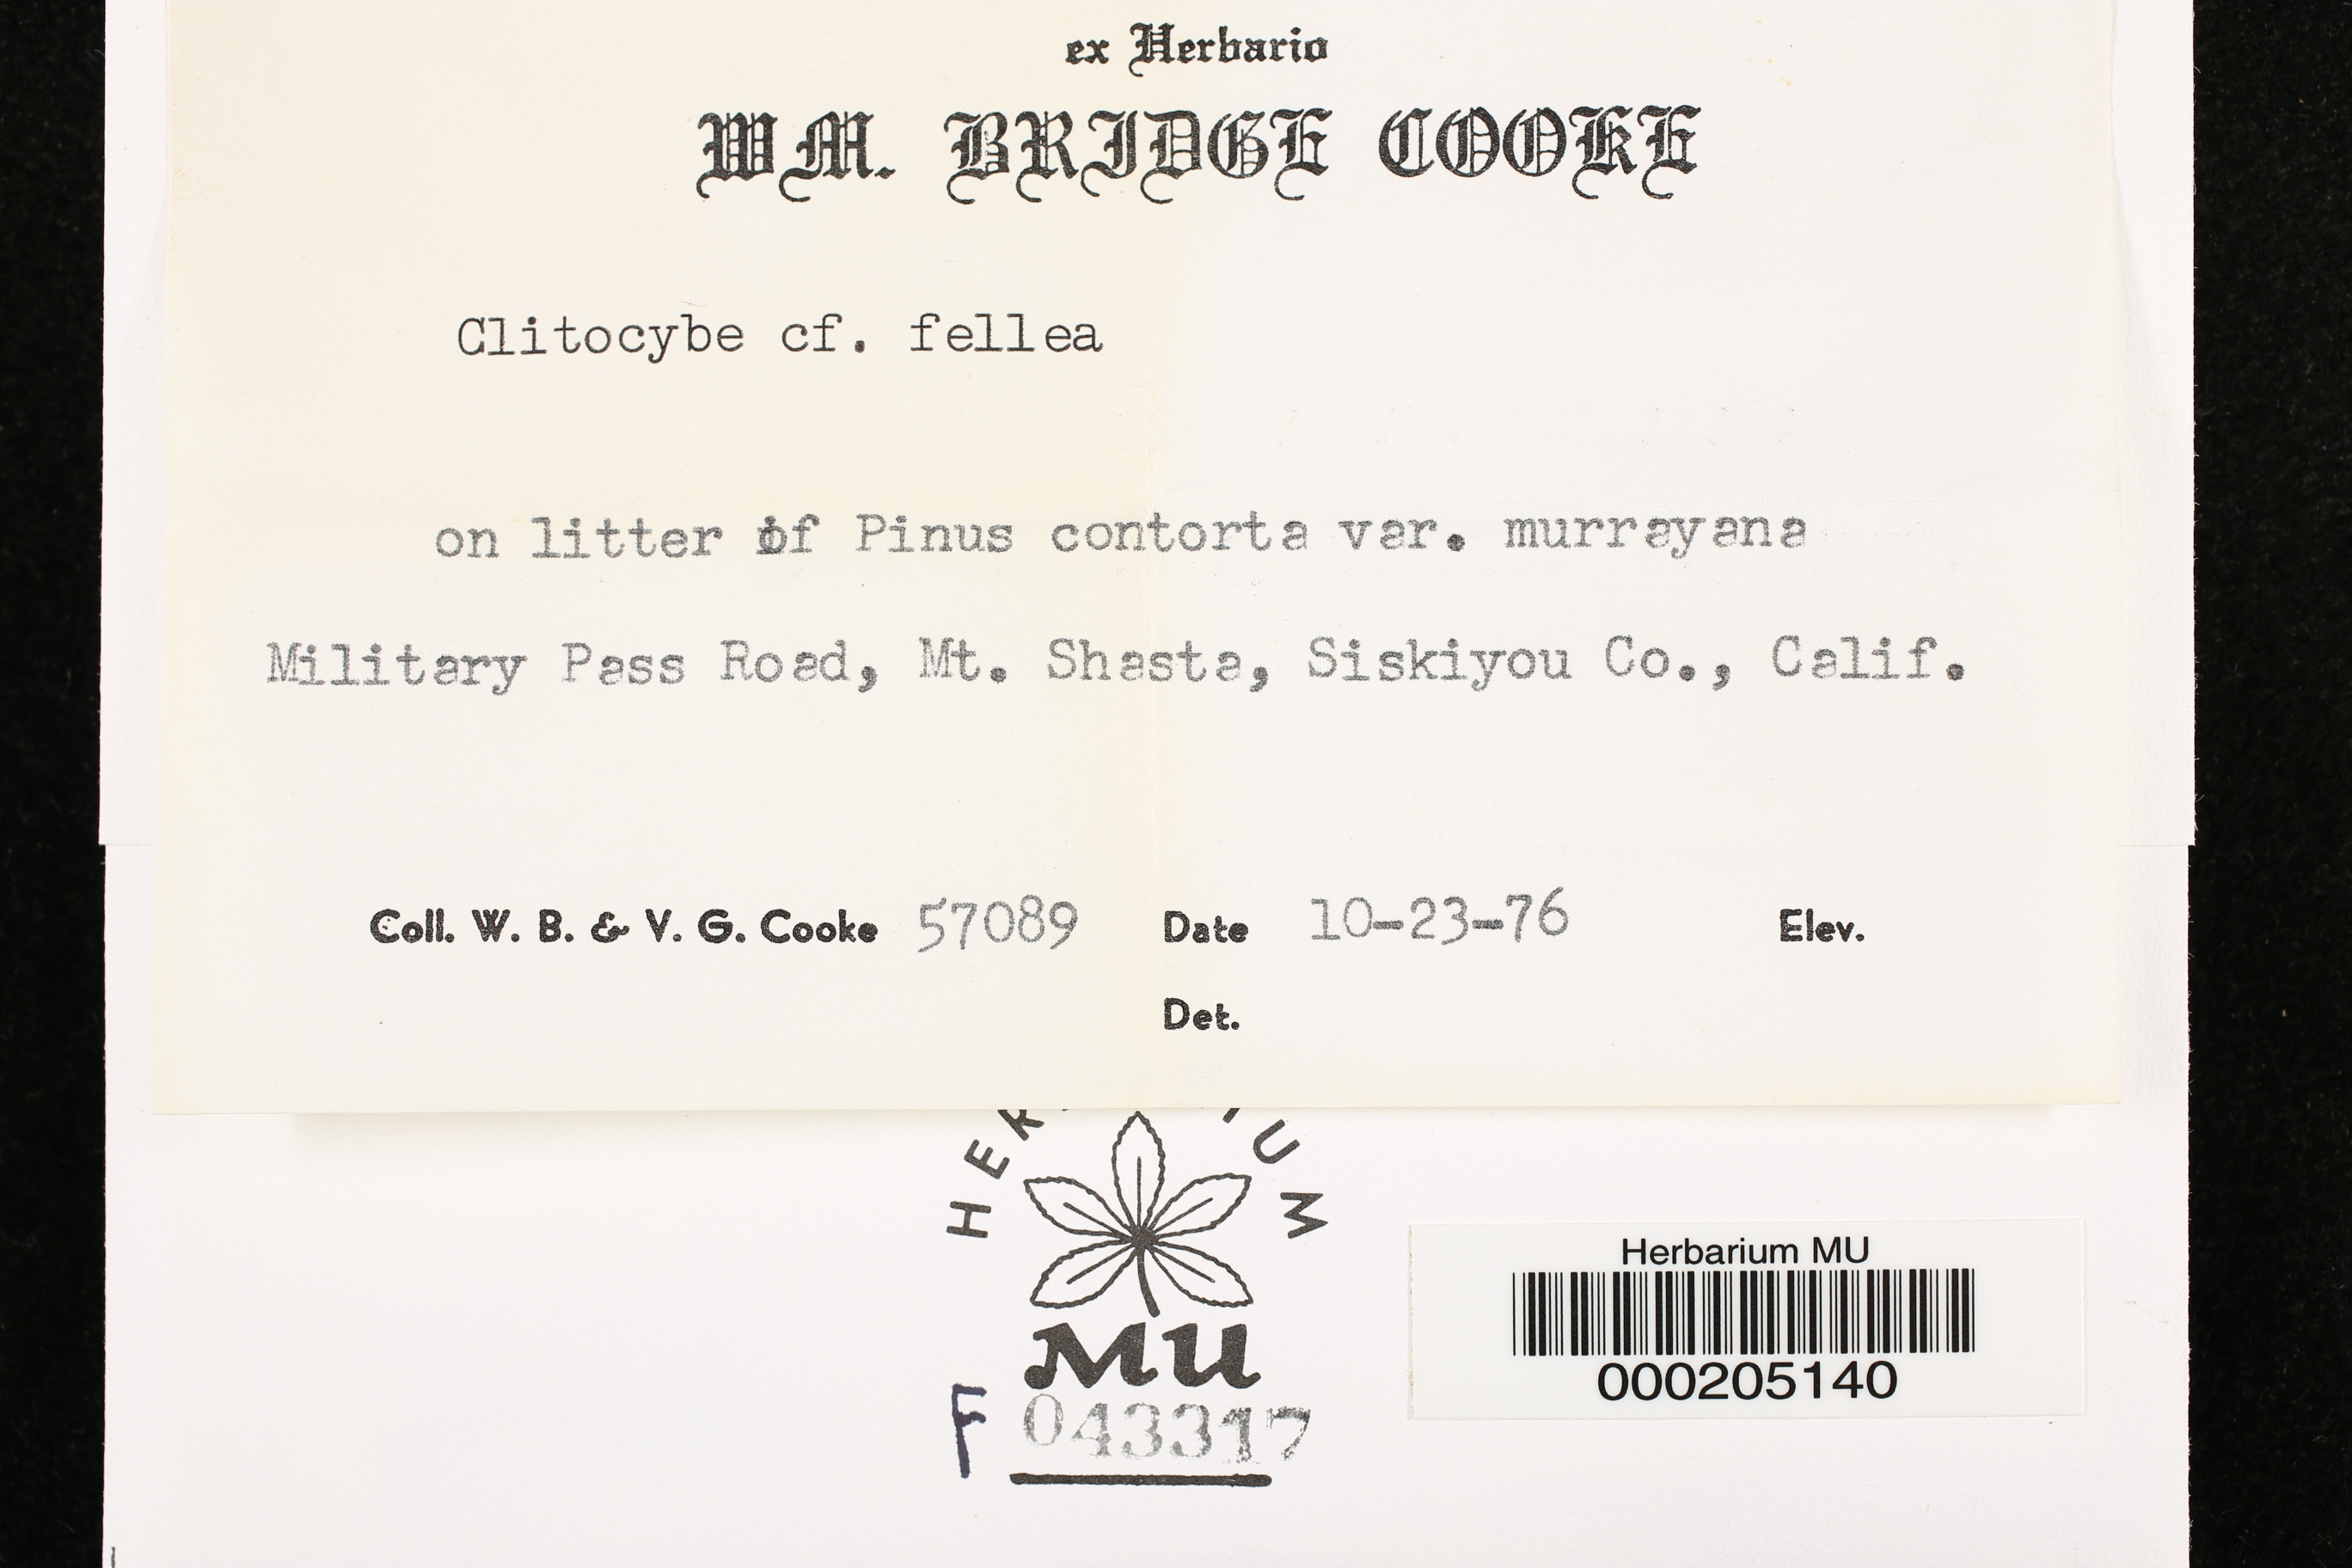 ex Herbario
WM. BRIDGE COOKE
Clitocybe cf. fellea
on litter of Pinus contorta var. murrayana
Military Pass Road, Mt. Shasta, Siskiyou Co., Calif.
Coll. W. B. & V. G. Cooke 57089 Date 10-23-76 Elev.
Det.
MU
F 043317
Herbarium MU
000205140